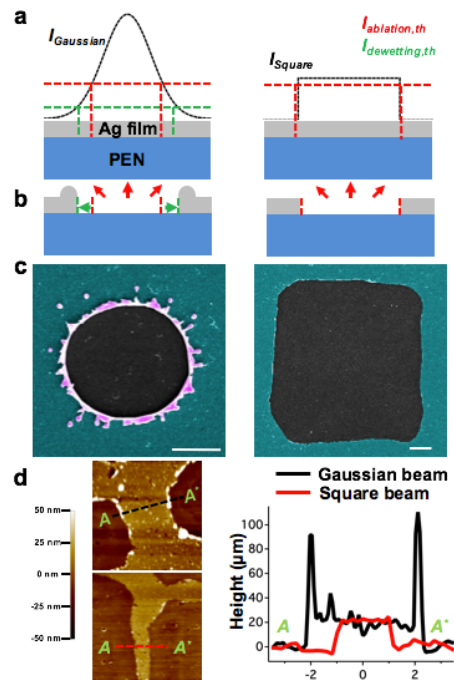 a
I_Gaussian
I_ablation,th
I_dewetting,th
I_Square
Ag film
PEN
b
c
d
Gaussian beam
Square beam
50 nm
25 nm
0 nm
-25 nm
-50 nm
A
A*
A
A*
Height (μm)
100
80
60
40
20
0
A
A*
-2
0
2